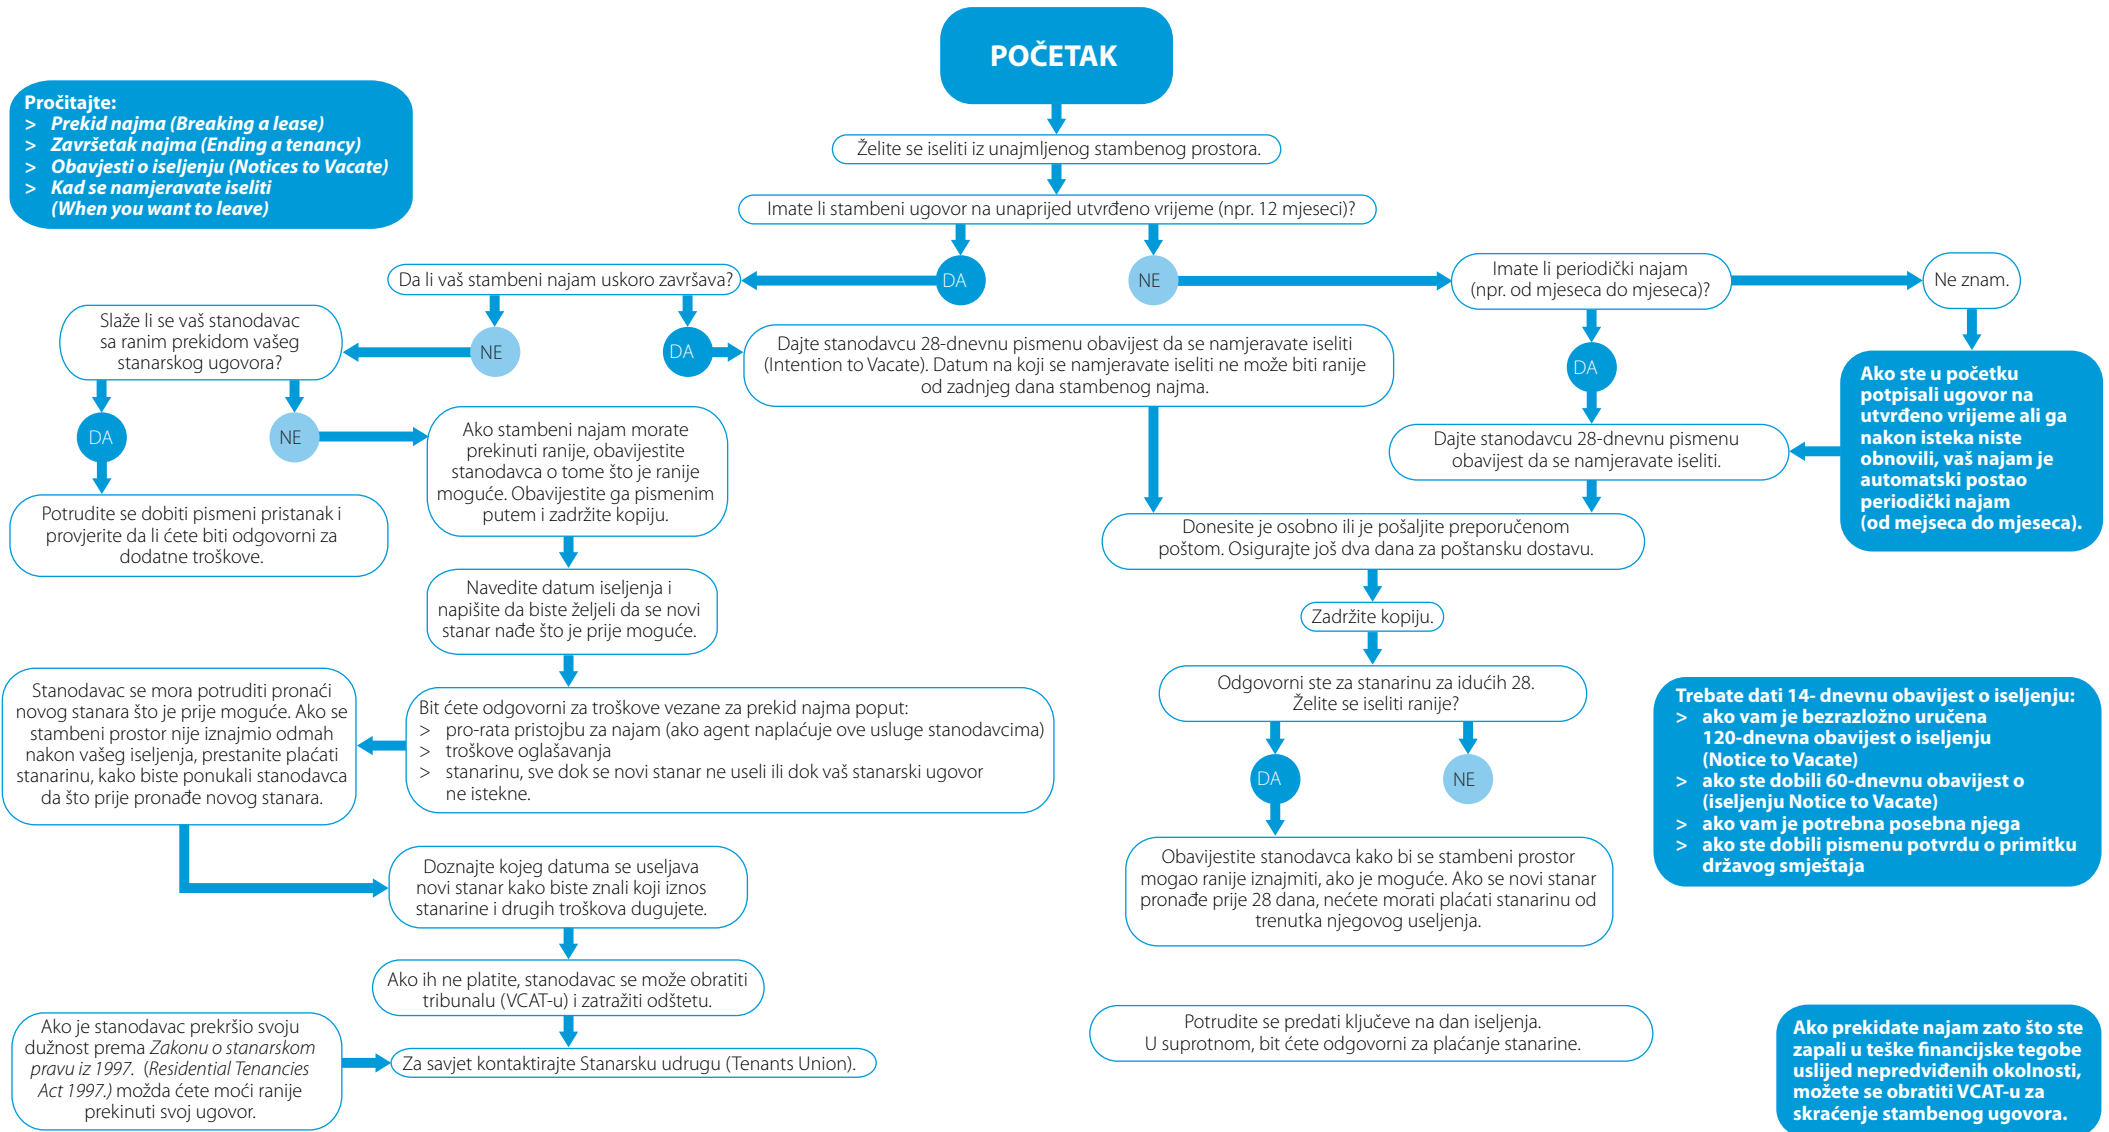 POČETAK
Pročitajte:
> Prekid najma (Breaking a lease)
> Završetak najma (Ending a tenancy)
> Obavjesti o iseljenju (Notices to Vacate)
> Kad se namjeravate iseliti
(When you want to leave)
Želite se iseliti iz unajmljenog stambenog prostora.
Imate li stambeni ugovor na unaprijed utvrđeno vrijeme (npr. 12 mjeseci)?
DA
NE
Da li vaš stambeni najam uskoro završava?
NE
DA
Imate li periodički najam
(npr. od mjeseca do mjeseca)?
Ne znam.
DA
Slaže li se vaš stanodavac
sa ranim prekidom vašeg
stanarskog ugovora?
DA
NE
Dajte stanodavcu 28-dnevnu pismenu obavijest da se namjeravate iseliti
(Intention to Vacate). Datum na koji se namjeravate iseliti ne može biti ranije
od zadnjeg dana stambenog najma.
Ako ste u početku
potpisali ugovor na
utvrđeno vrijeme ali ga
nakon isteka niste
obnovili, vaš najam je
automatski postao
periodički najam
(od mejseca do mjeseca).
Dajte stanodavcu 28-dnevnu pismenu
obavijest da se namjeravate iseliti.
Ako stambeni najam morate
prekinuti ranije, obavijestite
stanodavca o tome što je ranije
moguće. Obavijestite ga pismenim
putem i zadržite kopiju.
Potrudite se dobiti pismeni pristanak i
provjerite da li ćete biti odgovorni za
dodatne troškove.
Donesite je osobno ili je pošaljite preporučenom
poštom. Osigurajte još dva dana za poštansku dostavu.
Navedite datum iseljenja i
napišite da biste željeli da se novi
stanar nađe što je prije moguće.
Zadržite kopiju.
Odgovorni ste za stanarinu za idućih 28.
Želite se iseliti ranije?
DA
NE
Stanodavac se mora potruditi pronaći
novog stanara što je prije moguće. Ako se
stambeni prostor nije iznajmio odmah
nakon vašeg iseljenja, prestanite plaćati
stanarinu, kako biste ponukali stanodavca
da što prije pronađe novog stanara.
Bit ćete odgovorni za troškove vezane za prekid najma poput:
> pro-rata pristojbu za najam (ako agent naplaćuje ove usluge stanodavcima)
> troškove oglašavanja
> stanarinu, sve dok se novi stanar ne useli ili dok vaš stanarski ugovor
ne istekne.
Trebate dati 14- dnevnu obavijest o iseljenju:
> ako vam je bezrazložno uručena
120-dnevna obavijest o iseljenju
(Notice to Vacate)
> ako ste dobili 60-dnevnu obavijest o
(iseljenju Notice to Vacate)
> ako vam je potrebna posebna njega
> ako ste dobili pismenu potvrdu o primitku
državog smještaja
Obavijestite stanodavca kako bi se stambeni prostor
mogao ranije iznajmiti, ako je moguće. Ako se novi stanar
pronađe prije 28 dana, nećete morati plaćati stanarinu od
trenutka njegovog useljenja.
Doznajte kojeg datuma se useljava
novi stanar kako biste znali koji iznos
stanarine i drugih troškova dugujete.
Ako ih ne platite, stanodavac se može obratiti
tribunalu (VCAT-u) i zatražiti odštetu.
Ako je stanodavac prekršio svoju
dužnost prema Zakonu o stanarskom
pravu iz 1997. (Residential Tenancies
Act 1997.) možda ćete moći ranije
prekinuti svoj ugovor.
Za savjet kontaktirajte Stanarsku udrugu (Tenants Union).
Potrudite se predati ključeve na dan iseljenja.
U suprotnom, bit ćete odgovorni za plaćanje stanarine.
Ako prekidate najam zato što ste
zapali u teške financijske tegobe
uslijed nepredviđenih okolnosti,
možete se obratiti VCAT-u za
skraćenje stambenog ugovora.